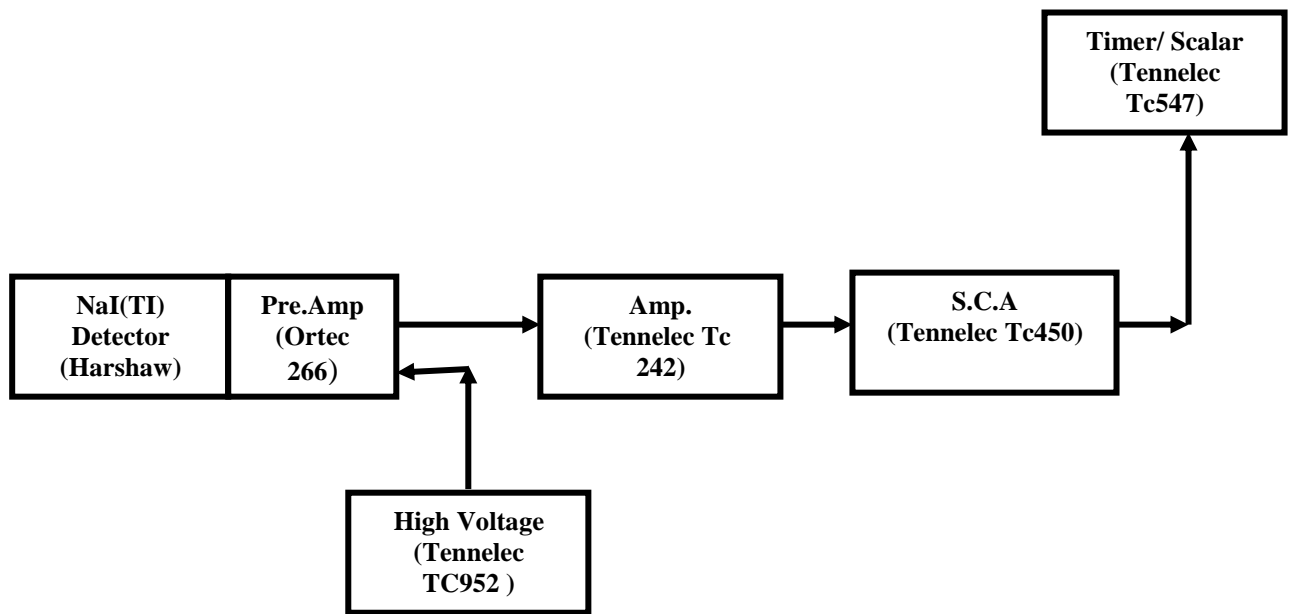 Timer/ Scalar
(Tennelec
Tc547)
NaI(TI)
Detector
(Harshaw)
Pre.Amp
(Ortec
266)
Amp.
(Tennelec Tc
242)
S.C.A
(Tennelec Tc450)
High Voltage
(Tennelec
TC952 )